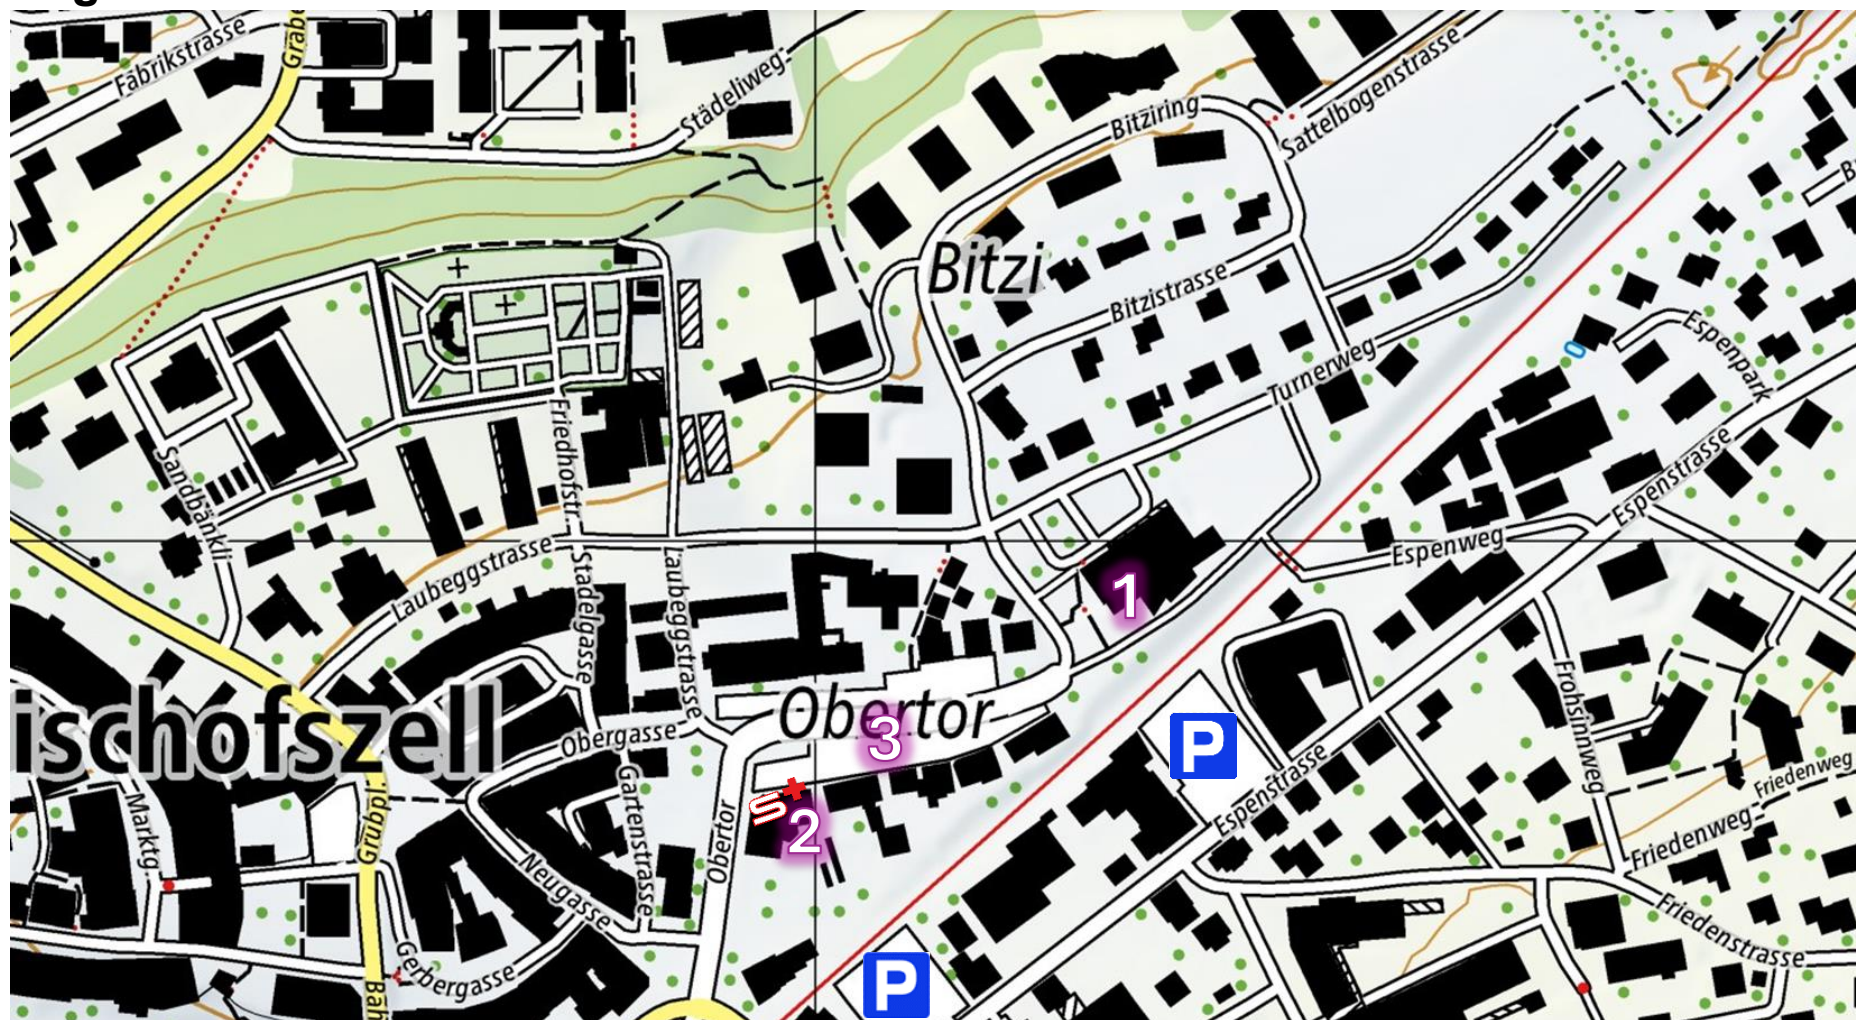 Fabrikstrasse
Städeliweg
Bitziring
Sattelbogenstrasse
Bitzi
Bitzistrasse
Turnerweg
Espenpark
Espenstrasse
Espenweg
Sandbänkli
Friedhofstr.
Laubeggstrasse
Stadelgasse
Laubeggstrasse
1
ischofszell
Obergasse
Obertor
3
P
Espenstrasse
Frohsinnweg
Friedenweg
Friedenweg
Friedenstrasse
Marktg.
Grubpl.
Neugasse
Gartenstrasse
Obertor
S
2
Gerbergasse
P